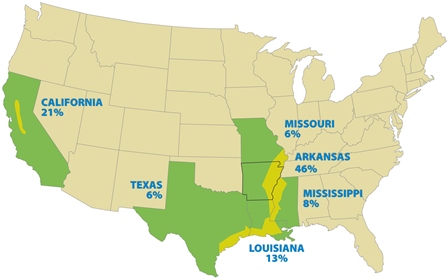 CALIFORNIA
21%
MISSOURI
6%
ARKANSAS
46%
TEXAS
6%
MISSISSIPPI
8%
LOUISIANA
13%